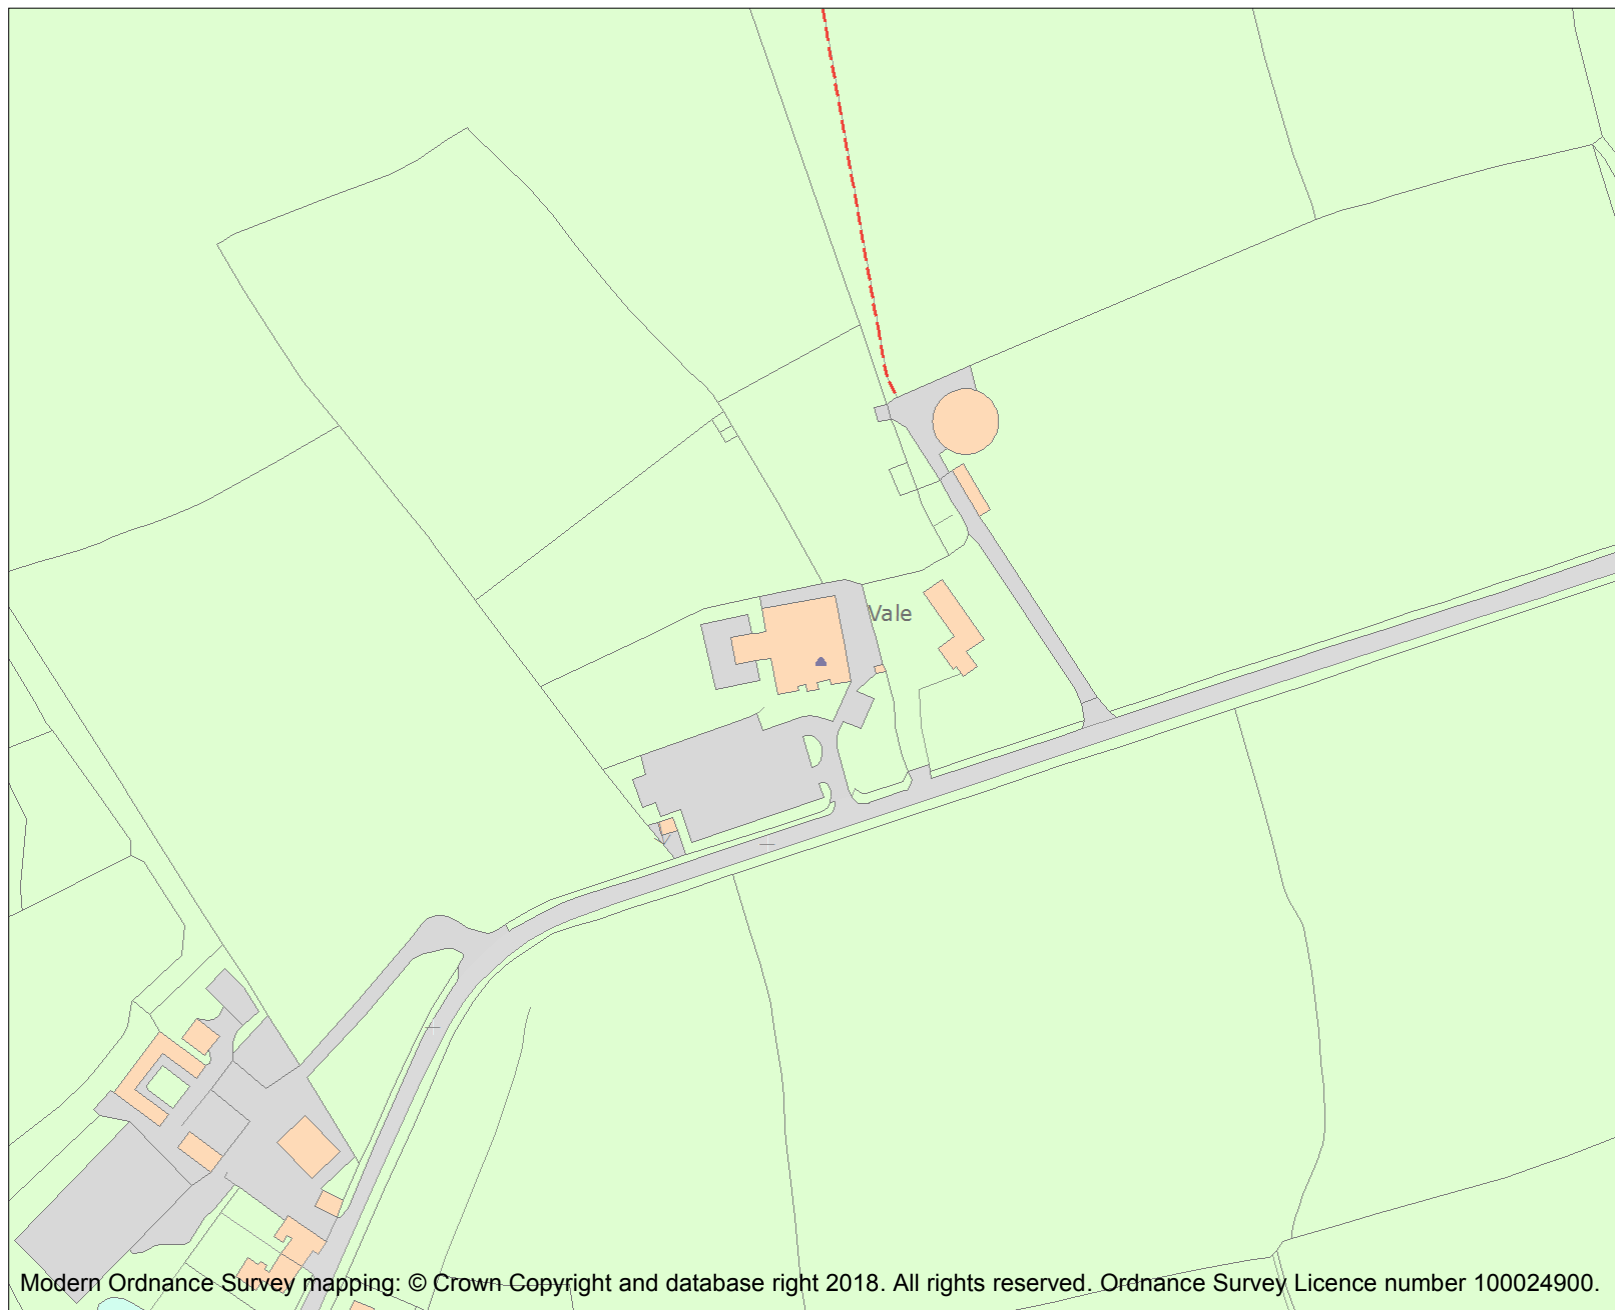 Vale
Modern Ordnance Survey mapping: © Crown Copyright and database right 2018. All rights reserved. Ordnance Survey Licence number 100024900.